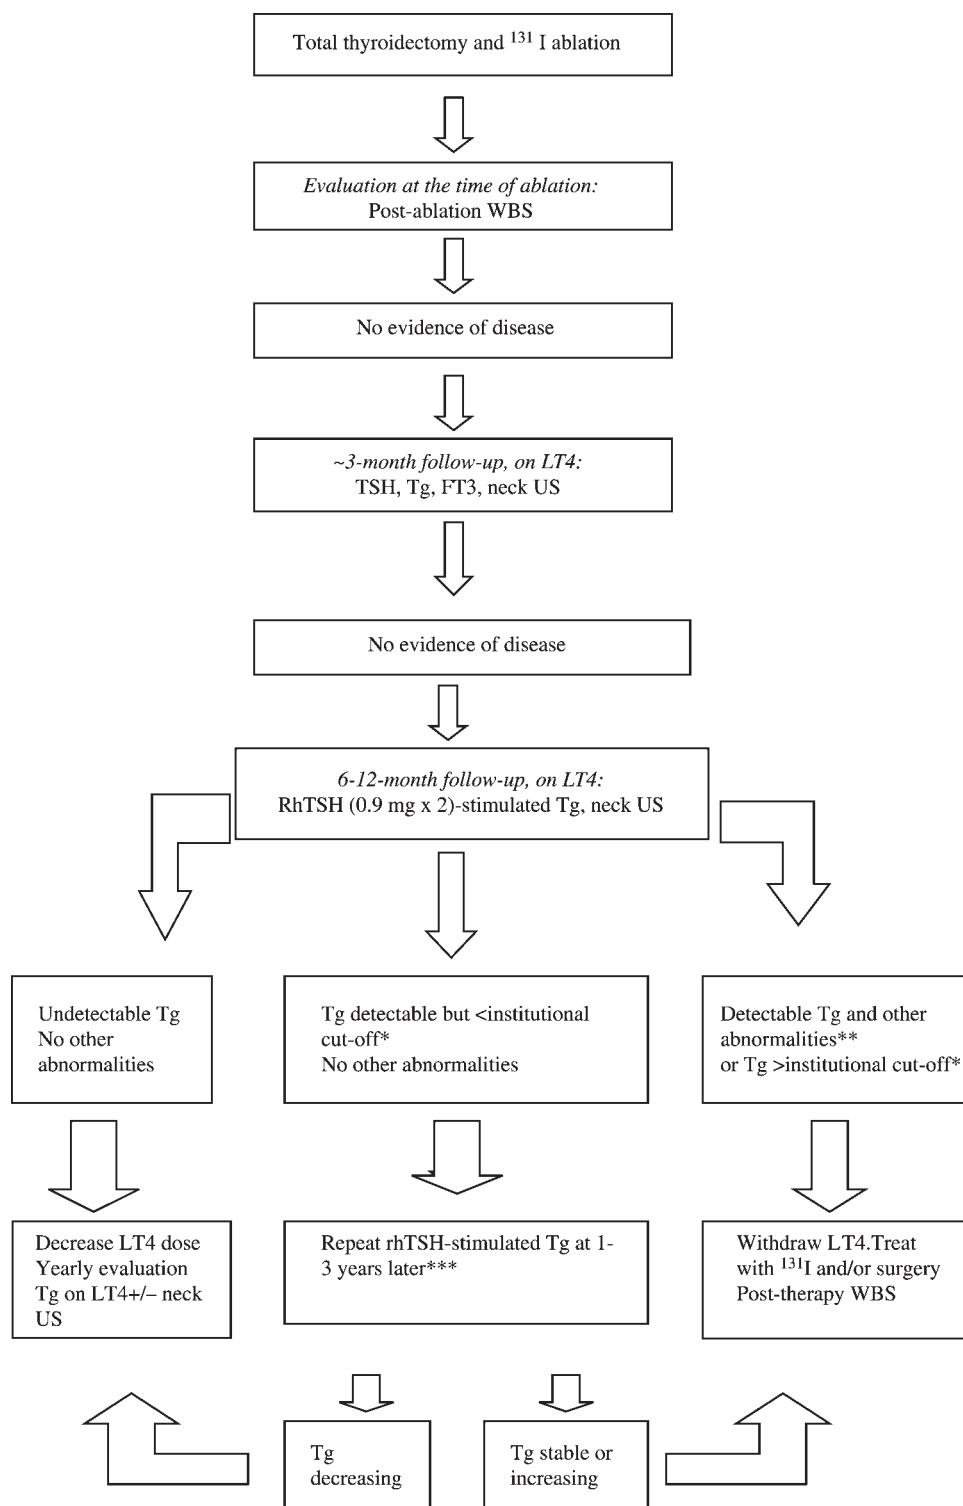 Total thyroidectomy and ¹³¹ I ablation
Evaluation at the time of ablation:
Post-ablation WBS
No evidence of disease
~3-month follow-up, on LT4:
TSH, Tg, FT3, neck US
No evidence of disease
6-12-month follow-up, on LT4:
RhTSH (0.9 mg x 2)-stimulated Tg, neck US
Undetectable Tg
No other
abnormalities
Tg detectable but <institutional
cut-off*
No other abnormalities
Detectable Tg and other
abnormalities**
or Tg >institutional cut-off*
Decrease LT4 dose
Yearly evaluation
Tg on LT4+/– neck
US
Repeat rhTSH-stimulated Tg at 1-
3 years later***
Withdraw LT4.Treat
with ¹³¹I and/or surgery
Post-therapy WBS
Tg
decreasing
Tg stable or
increasing